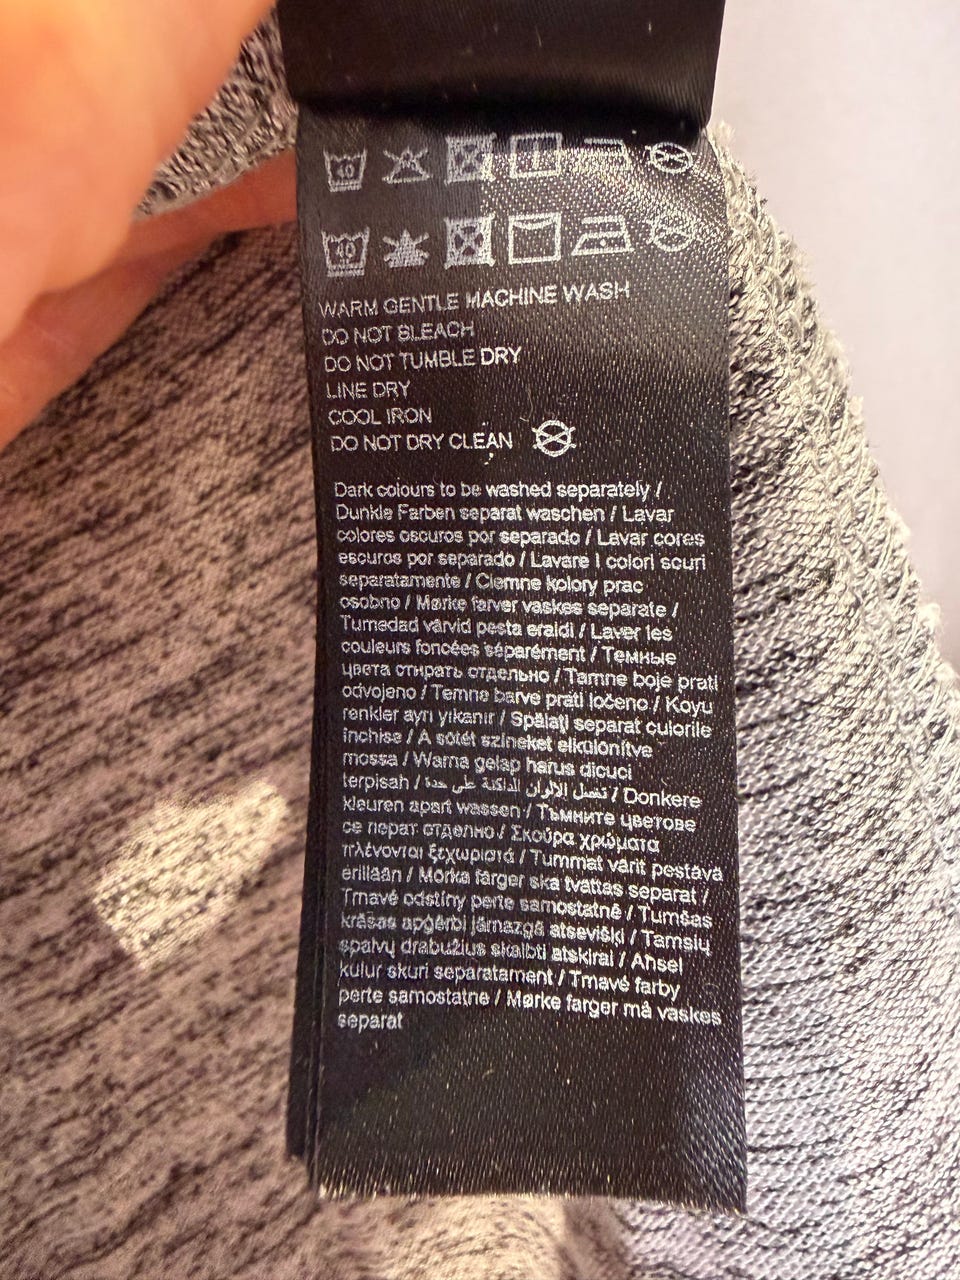 40
40
WARM GENTLE MACHINE WASH
DO NOT BLEACH
DO NOT TUMBLE DRY
LINE DRY
COOL IRON
DO NOT DRY CLEAN
Dark colours to be washed separately /
Dunkle Farben separat waschen / Lavar
colores oscuros por separado / Lavar cores
escuros por separado / Lavare i colori scuri
separatamente / Ciemne kolory prac
osobno / Mørke farver vaskes separate /
Tumedad värvid pesta eraldi / Laver les
couleurs foncées séparément / Темные
цвета стирать отдельно / Tamne boje prati
odvojeno / Temne barve prati ločeno / Koyu
renkler ayrı yıkanır / Spălaţi separat culorile
închise / A sötét színeket elkülönítve
mossa / Warna gelap harus dicuci
terpisah / تغسل الالوان الداكنة على حدة / Donkere
kleuren apart wassen / Тъмните цветове
се перат отделно / Σκούρα χρώματα
πλένονται ξεχωριστά / Tummat värit pestävä
erillään / Mörka färger ska tvättas separat /
Tmavé odstíny perte samostatně / Tumšas
krāsas apģērbi jāmazgā atsevišķi / Tamsių
spalvų drabužius skalbti atskirai / Aħsel
kulur skuri separatament / Tmavé farby
perte samostatne / Mørke farger må vaskes
separat